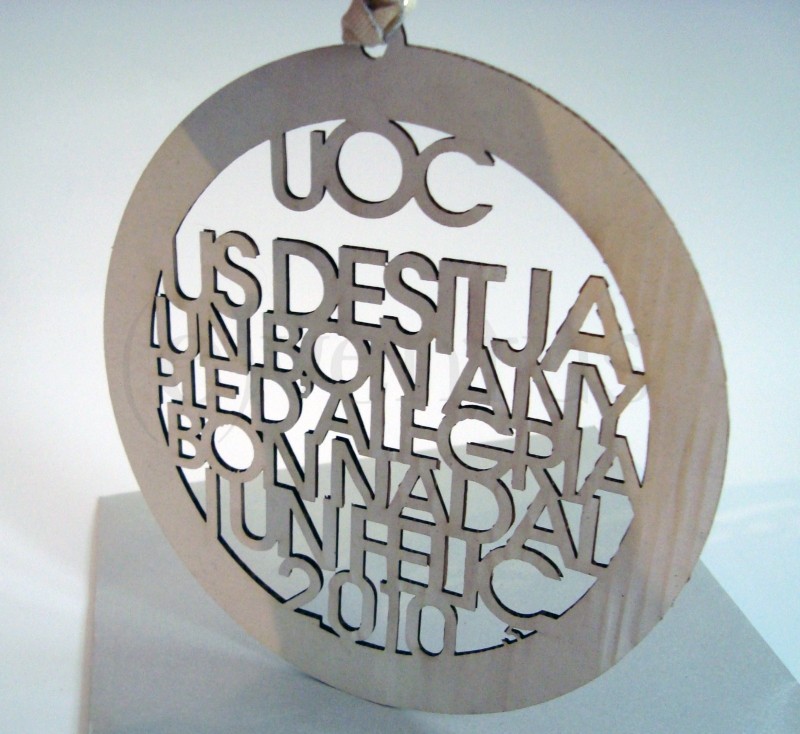 UOC
US DESITJA
UN BON ANY
PLE D'ALEGRIA
BON NADAL
I UN FELIÇ
2010